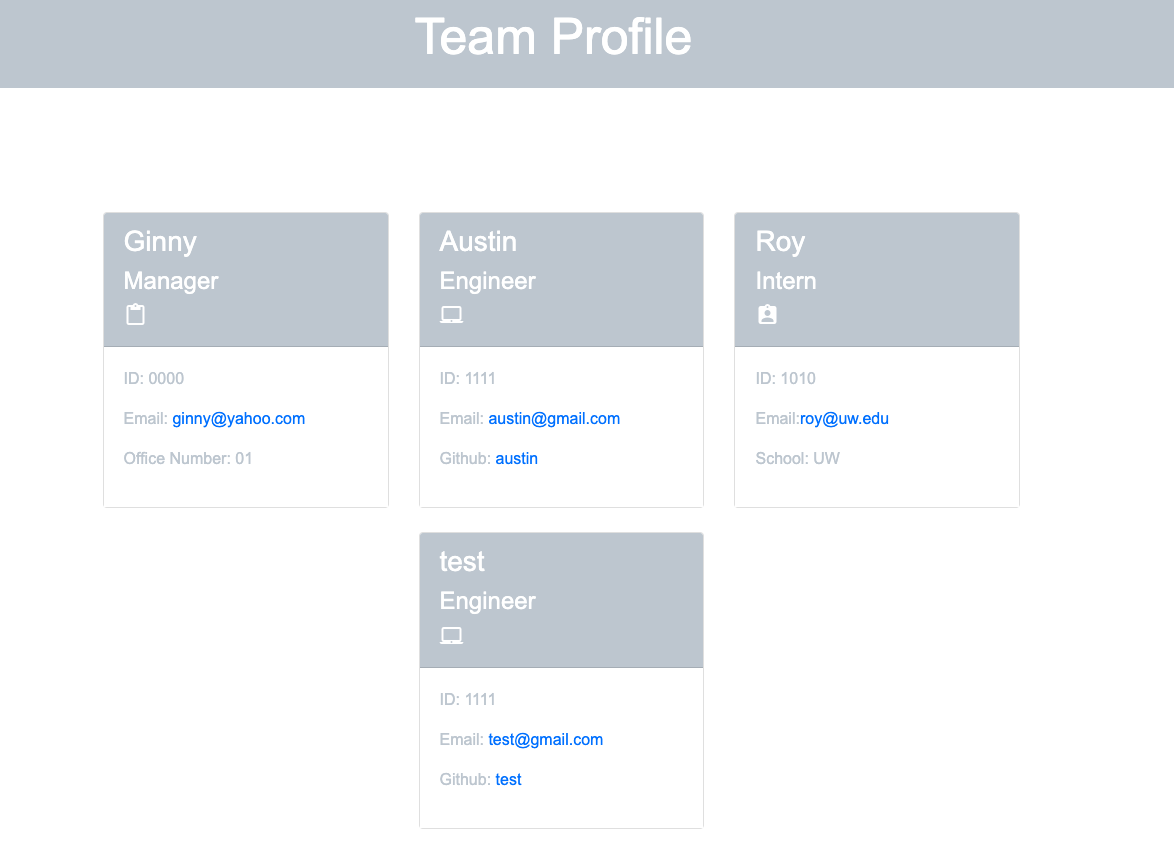 Team Profile
Ginny
Manager
ID: 0000
Email: ginny@yahoo.com
Office Number: 01
Austin
Engineer
ID: 1111
Email: austin@gmail.com
Github: austin
Roy
Intern
ID: 1010
Email:roy@uw.edu
School: UW
test
Engineer
ID: 1111
Email: test@gmail.com
Github: test